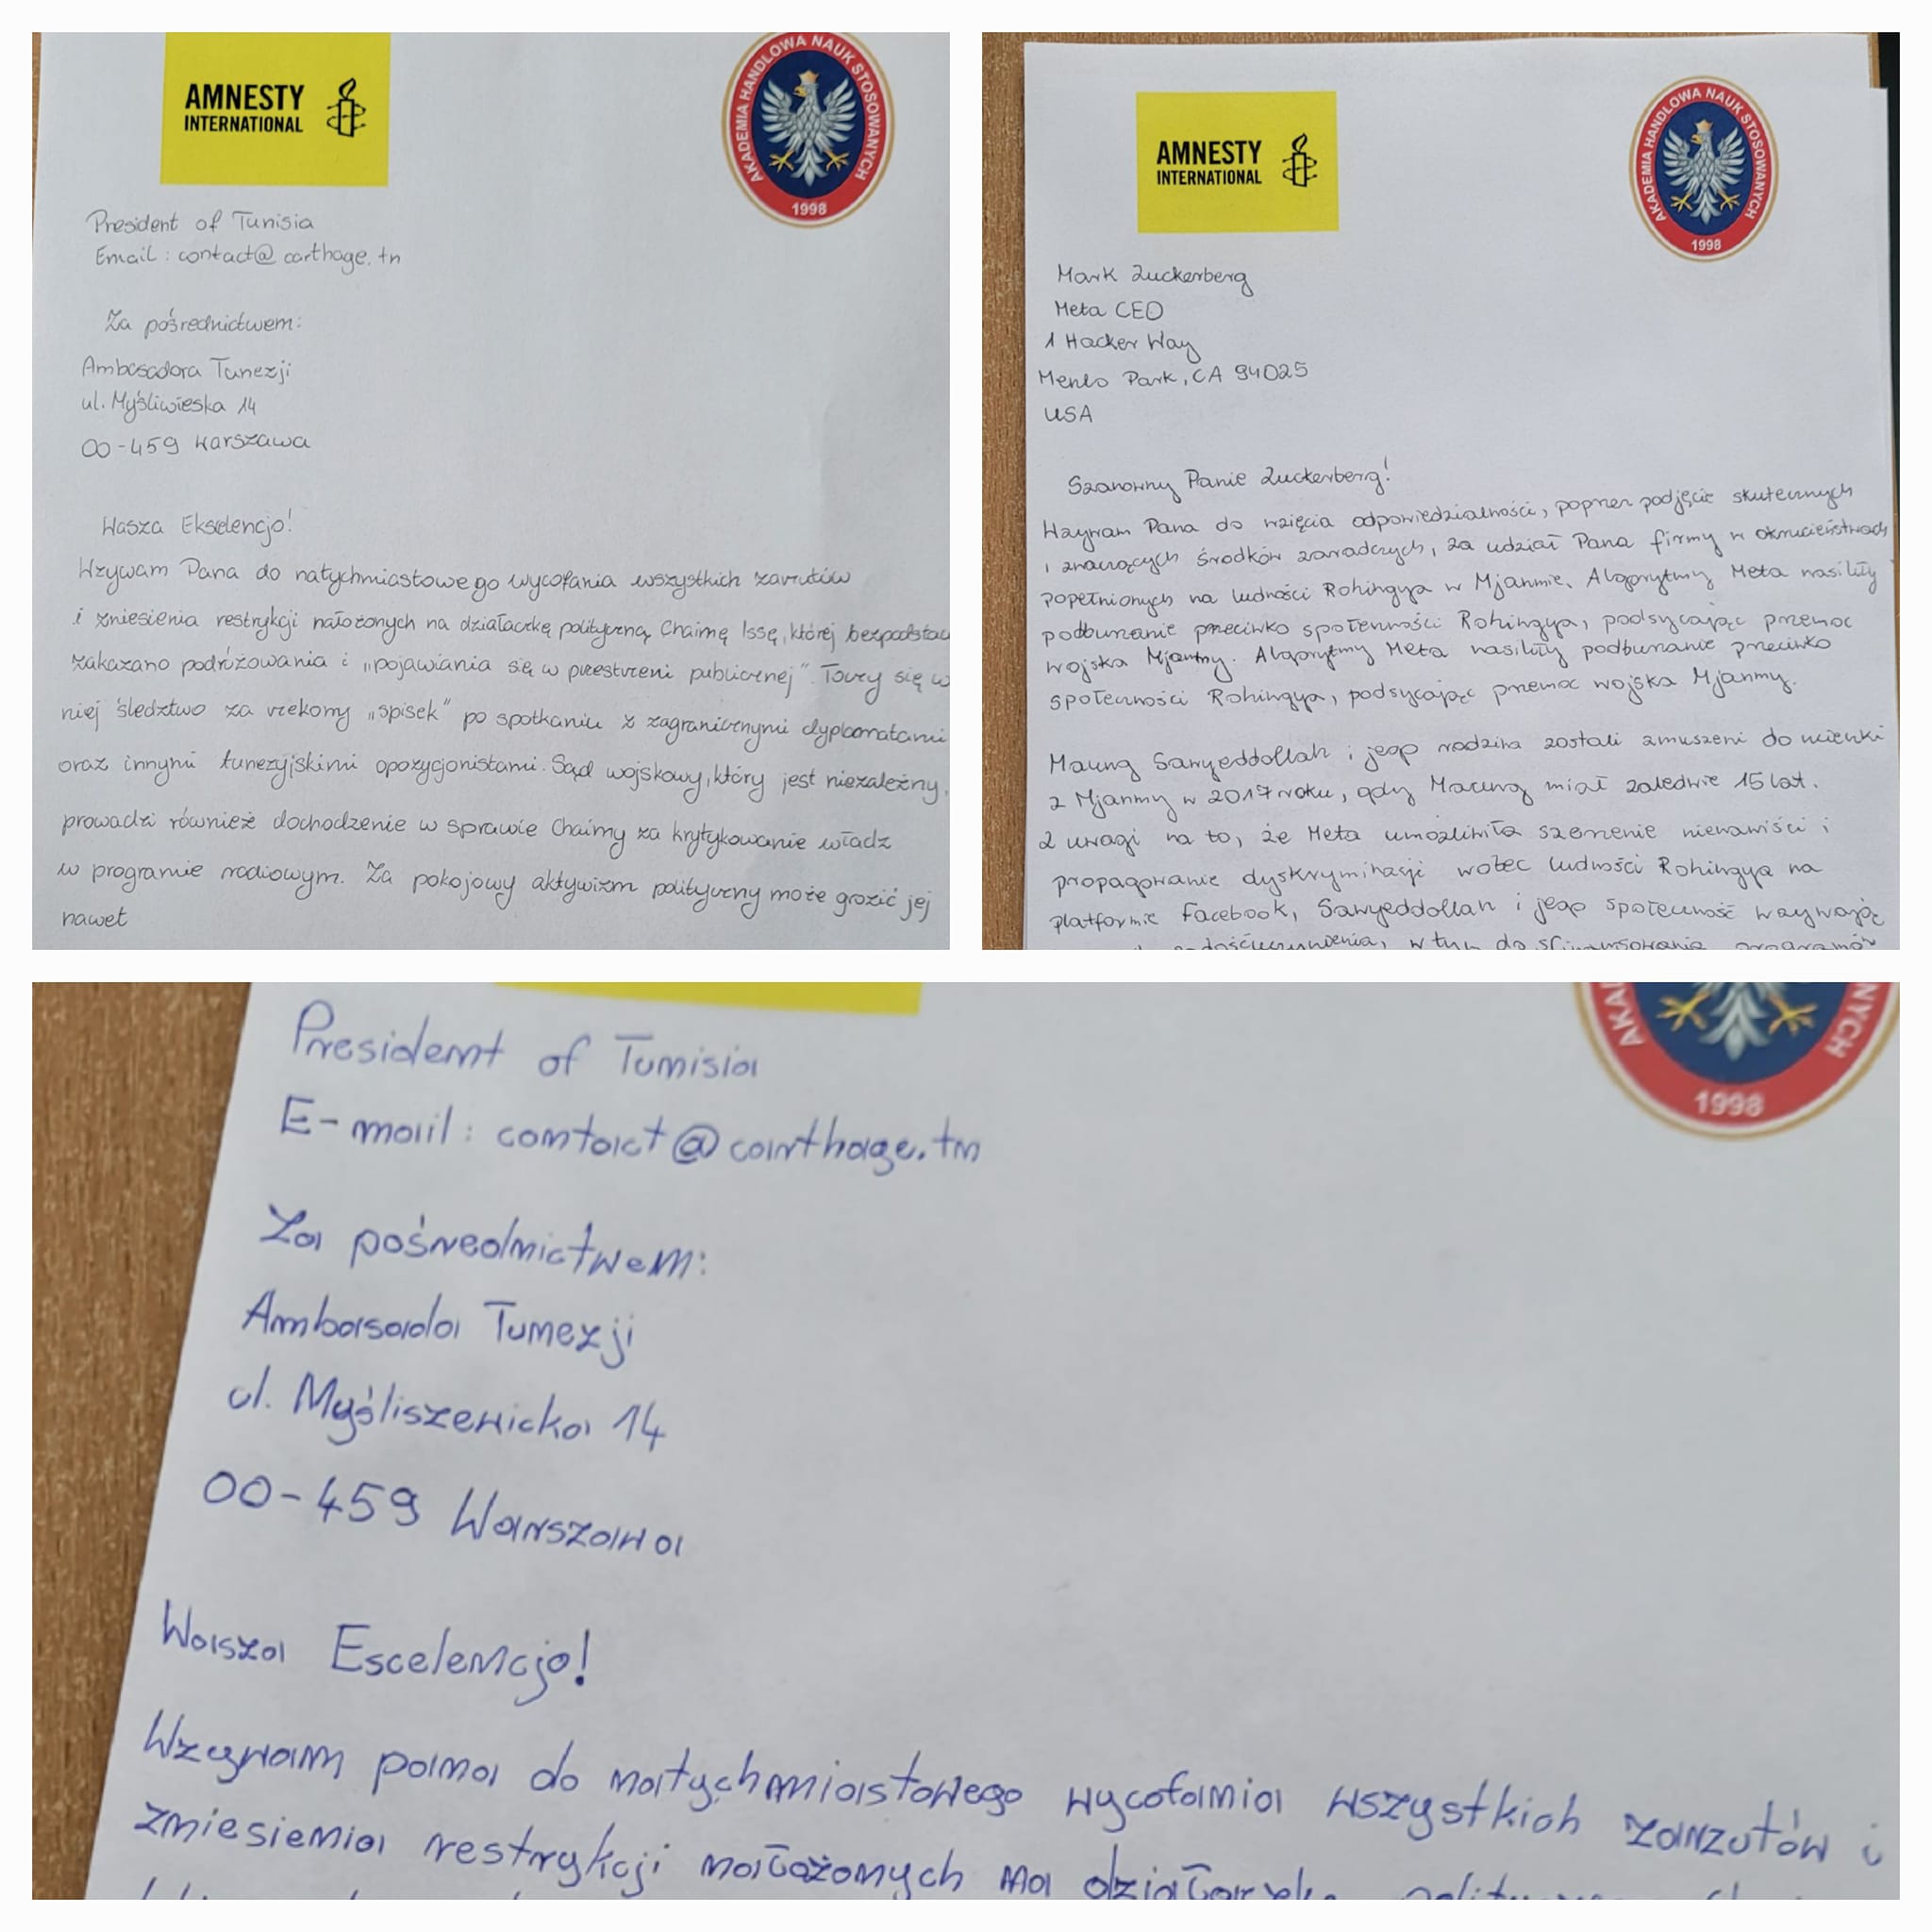 AMNESTY
INTERNATIONAL
AKADEMIA HANDLOWA NAUK STOSOWANYCH
1998
President of Tunisia
Email: contact@carthage.tn
Za pośrednictwem:
Ambasadora Tunezji
ul. Myśliwieska 14
00-459 Warszawa
Wasza Ekselencjo!
Wzywam Pana do natychmiastowego wycofania wszystkich zarzutów
i zniesienia restrykcji nałożonych na działaczkę polityczną Chaimę Issę, której bezpodstaw
zakazano podróżowania i „pojawiania się w przestrzeni publicznej". Toczy się w
niej śledztwo za rzekomy „spisek" po spotkaniu z zagranicznymi dyplomatami
oraz innymi tunezyjskimi opozycjonistami. Sąd wojskowy, który jest niezależny,
prowadzi również dochodzenie w sprawie Chaimy za krytykowanie władz
w programie radiowym. Za pokojowy aktywizm polityczny może grozić jej
nawet
AMNESTY
INTERNATIONAL
AKADEMIA HANDLOWA NAUK STOSOWANYCH
1998
Mark Zuckerberg
Meta CEO
1 Hacker Way
Menlo Park, CA 94025
USA
Szanowny Panie Zuckerberg!
Wzywam Pana do wzięcia odpowiedzialności, poprzez podjęcie skutecznych
i znaczących środków zaradczych, za udział Pana firmy w okrucieństwach
popełnionych na ludności Rohingya w Mjanmie. Algorytmy Meta nasiliły
podburzanie przeciwko społeczności Rohingya, podsycając przemoc
wojska Mjanmy. Algorytmy Meta nasiliły podburzanie przeciwko
społeczności Rohingya, podsycając przemoc wojska Mjanmy.
Maung Sawyeddollah i jego rodzina zostali zmuszeni do ucieczki
z Mjanmy w 2017 roku, gdy Maung miał zaledwie 15 lat.
Z uwagi na to, że Meta umożliwiła szerzenie nienawiści i
propagowanie dyskryminacji wobec ludności Rohingya na
platformie Facebook, Sawyeddollah i jego społeczność wzywają
w tym do sfinansowania programów
1998
President of Tunisia
E-mail: contact@carthage.tn
Za pośrednictwem:
Ambasada Tunezji
ul. Myśliszewicka 14
00-459 Warszawa
Wasza Escelencjo!
Wzywam pana do natychmiastowego wycofania wszystkich zarzutów i
zniesienia restrykcji nałożonych na